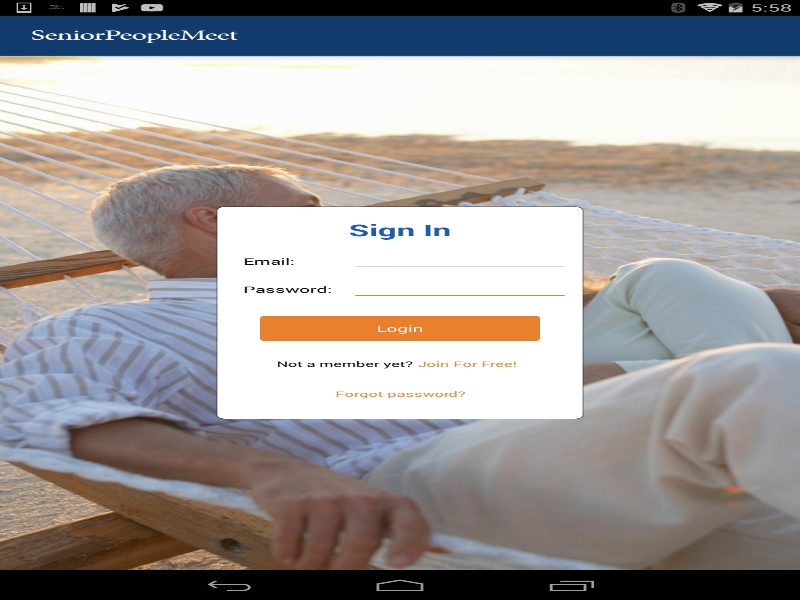 5:58
SeniorPeopleMeet
Sign In
Email:
Password:
Login
Not a member yet? Join For Free!
Forgot password?